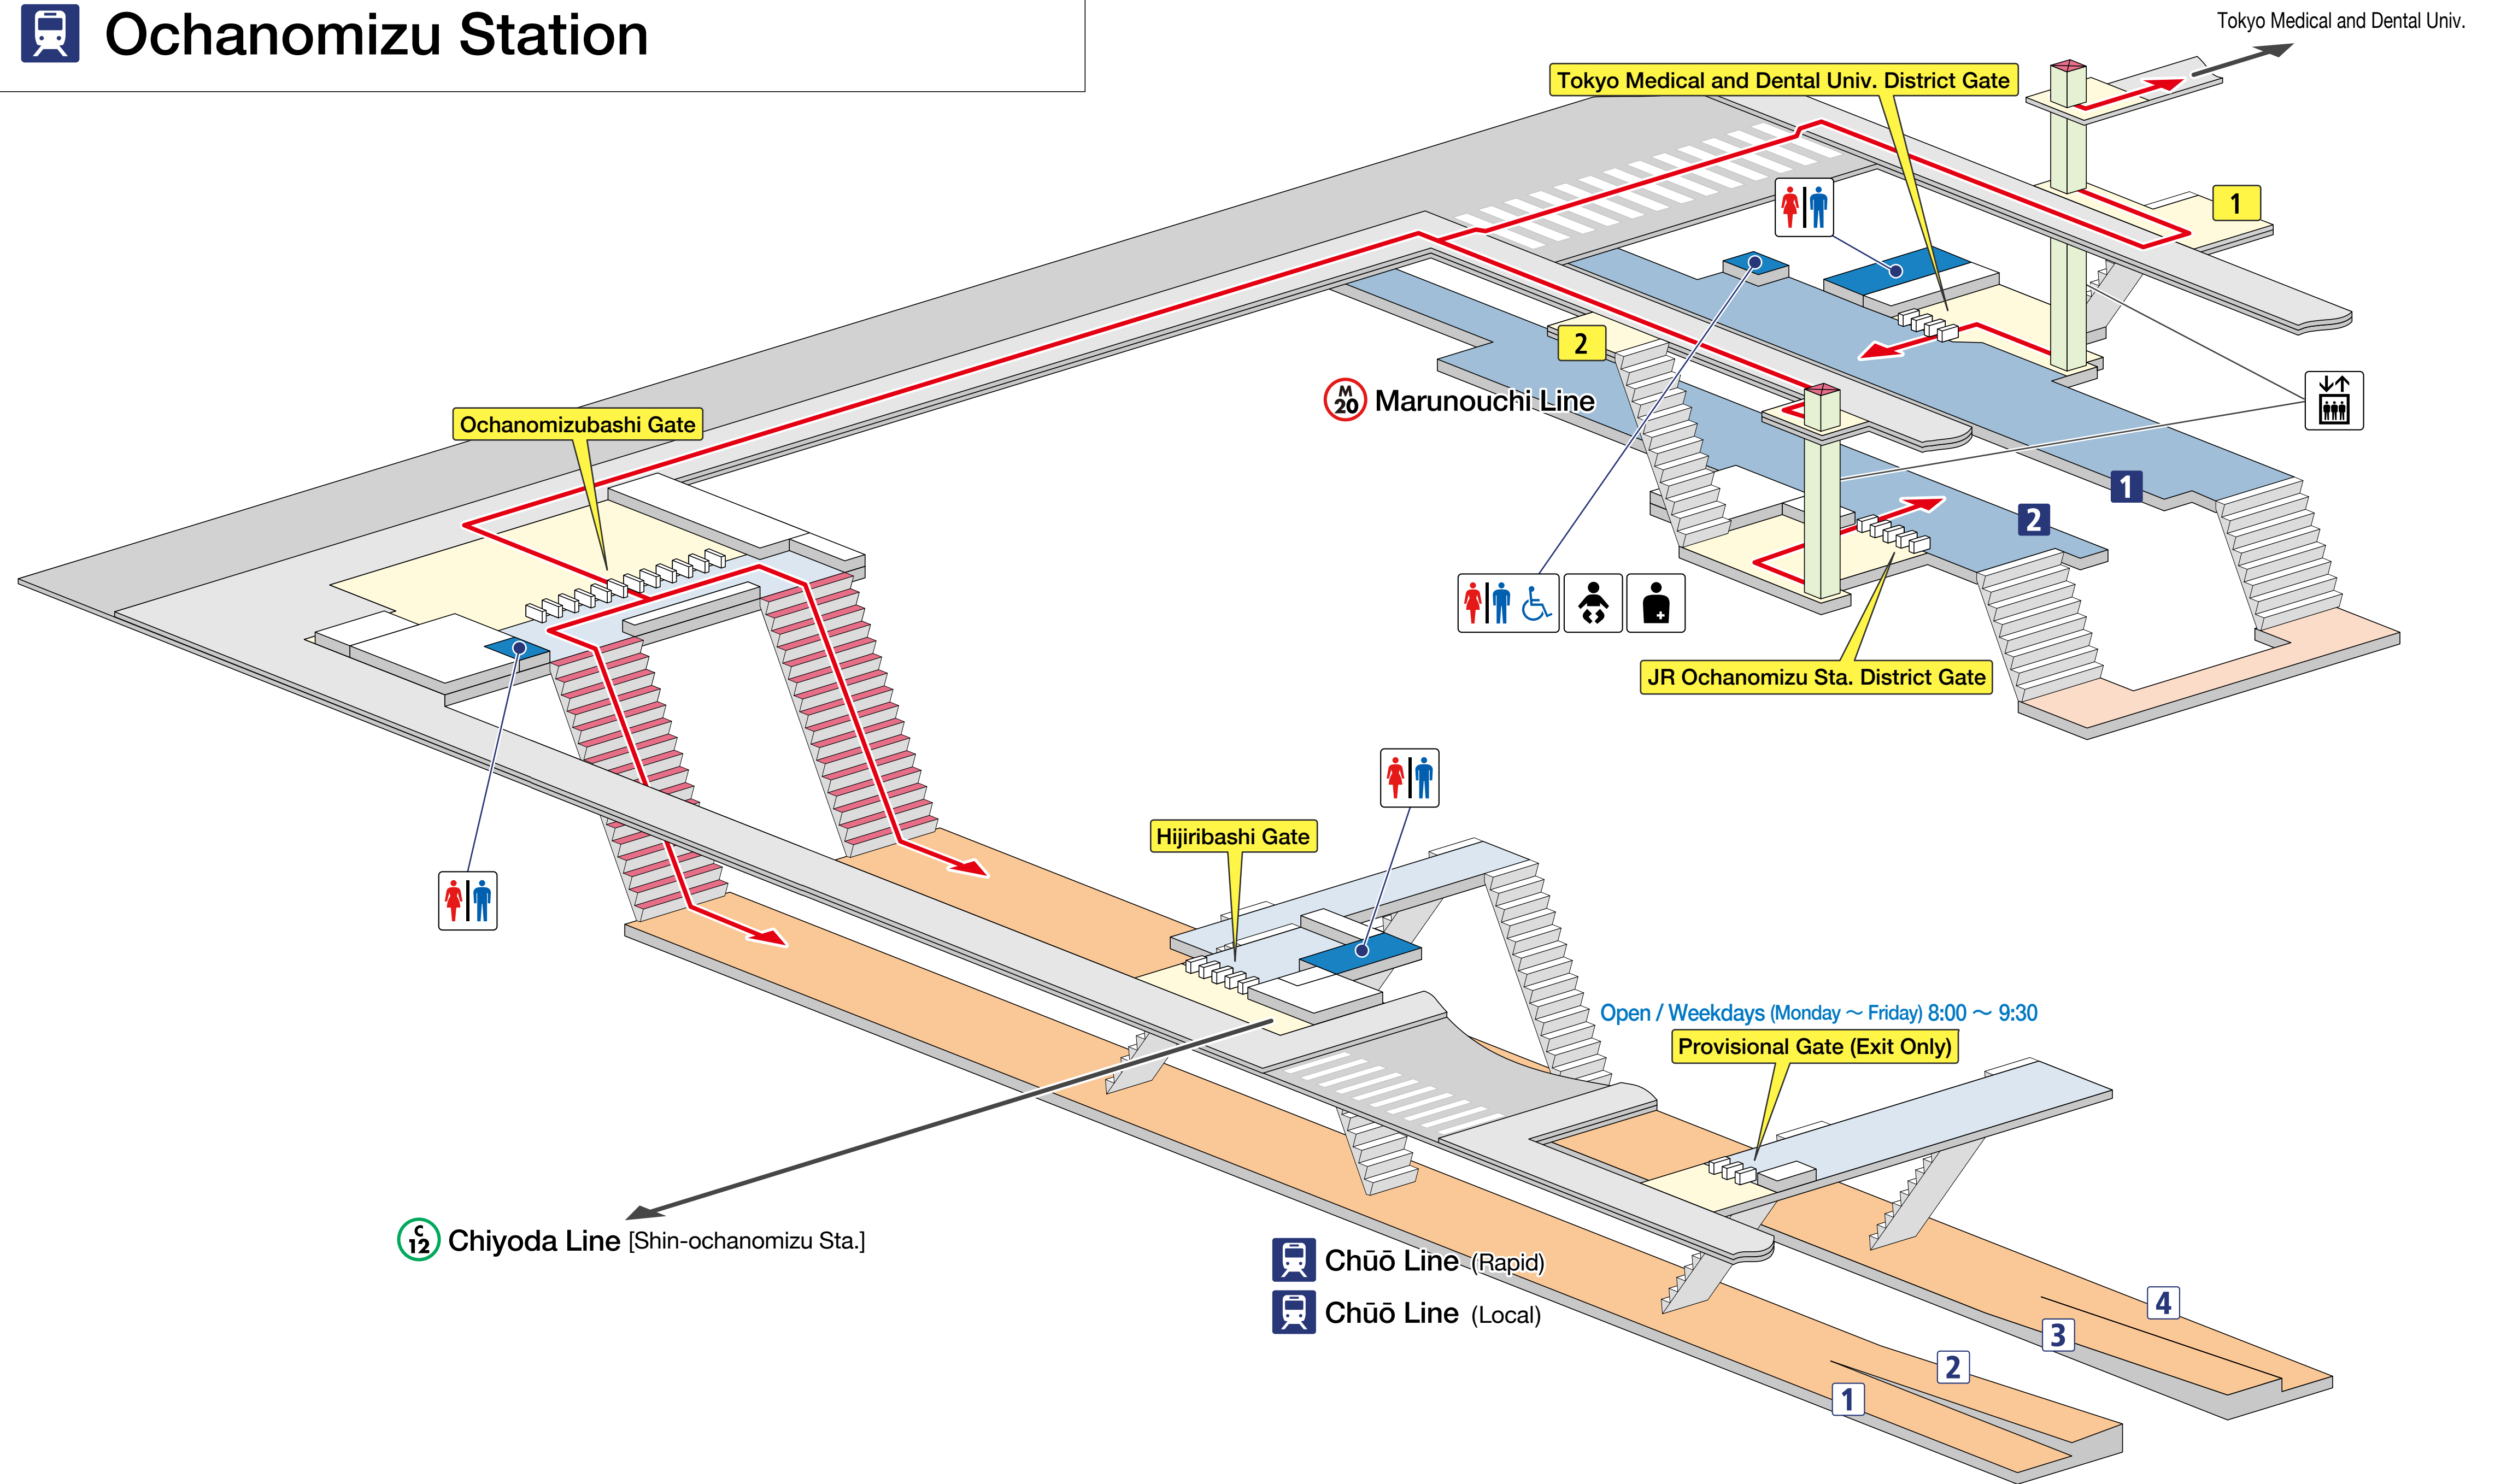 Ochanomizu Station
Tokyo Medical and Dental Univ.
Tokyo Medical and Dental Univ. District Gate
1
2
M
20
Marunouchi Line
Ochanomizubashi Gate
1
2
JR Ochanomizu Sta. District Gate
Hijiribashi Gate
Open / Weekdays (Monday ～ Friday) 8:00 ～ 9:30
Provisional Gate (Exit Only)
C
12
Chiyoda Line [Shin-ochanomizu Sta.]
Chūō Line (Rapid)
Chūō Line (Local)
4
3
2
1